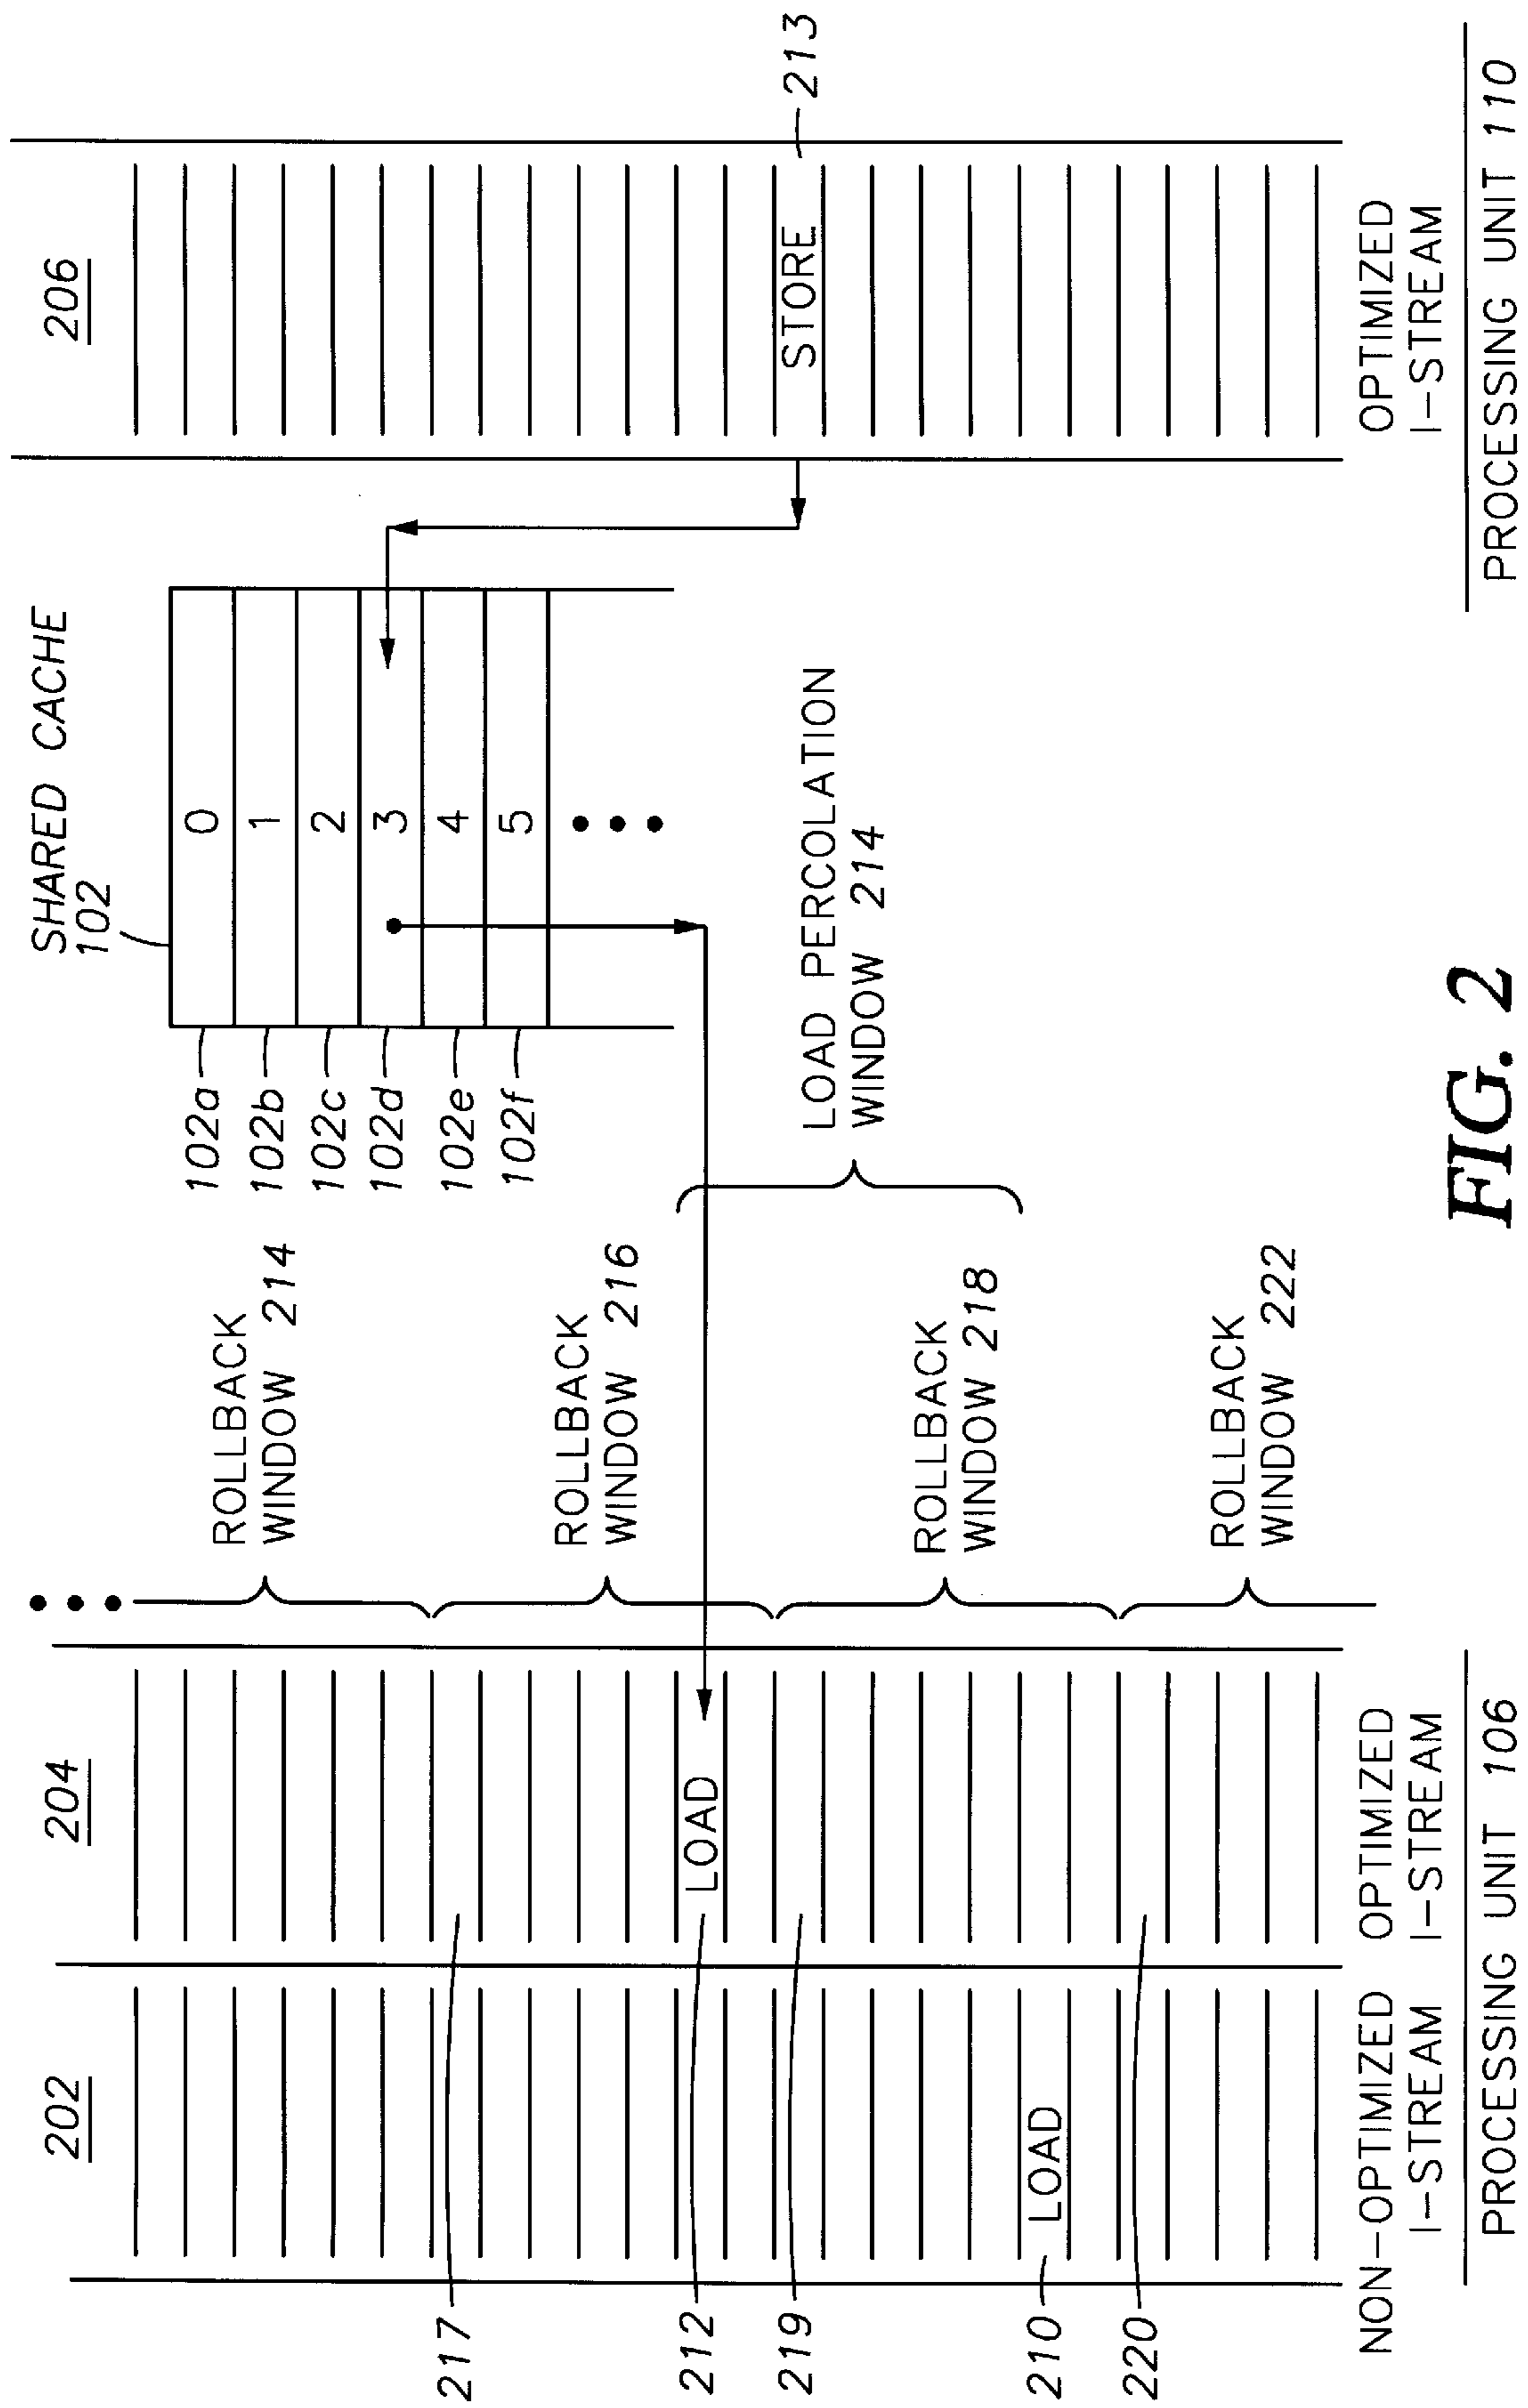 202
204
206
SHARED CACHE
102
102a
102b
102c
102d
102e
102f
0
1
2
3
4
5
ROLLBACK
WINDOW 214
ROLLBACK
WINDOW 216
ROLLBACK
WINDOW 218
ROLLBACK
WINDOW 222
LOAD PERCOLATION
WINDOW 214
217
212
219
210
220
LOAD
LOAD
STORE
213
NON-OPTIMIZED
I-STREAM
OPTIMIZED
I-STREAM
PROCESSING UNIT 106
OPTIMIZED
I-STREAM
PROCESSING UNIT 110
FIG. 2